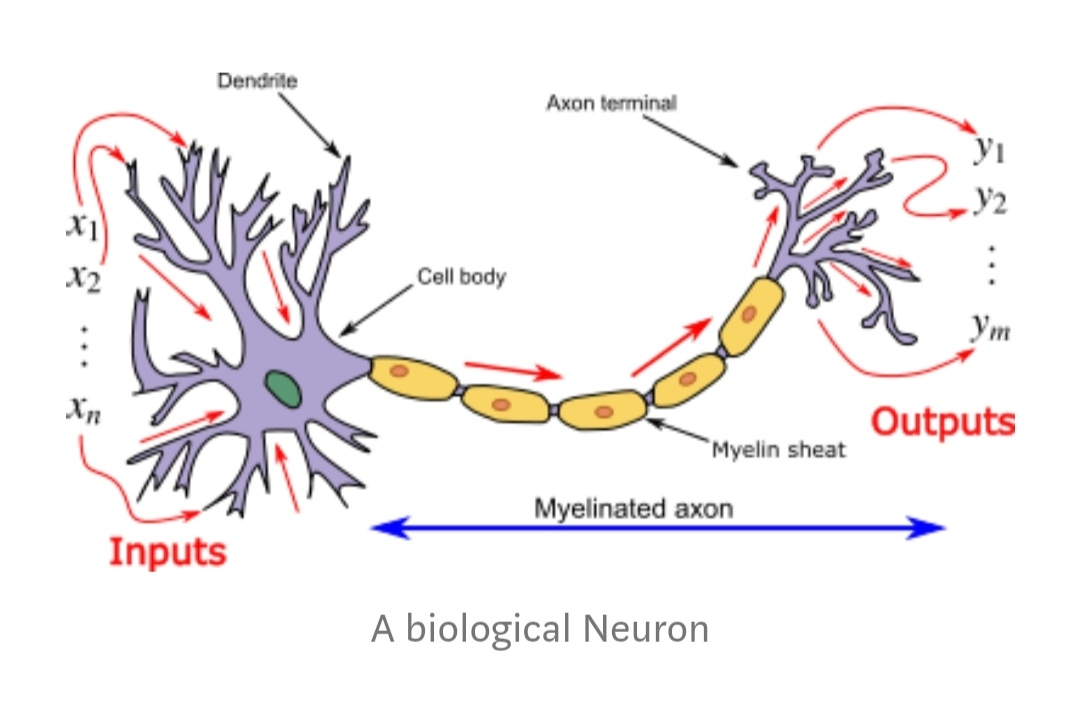 Dendrite
Axon terminal
x1
x2
⋮
xn
Cell body
y1
y2
⋮
ym
Outputs
Myelin sheat
Myelinated axon
Inputs
A biological Neuron